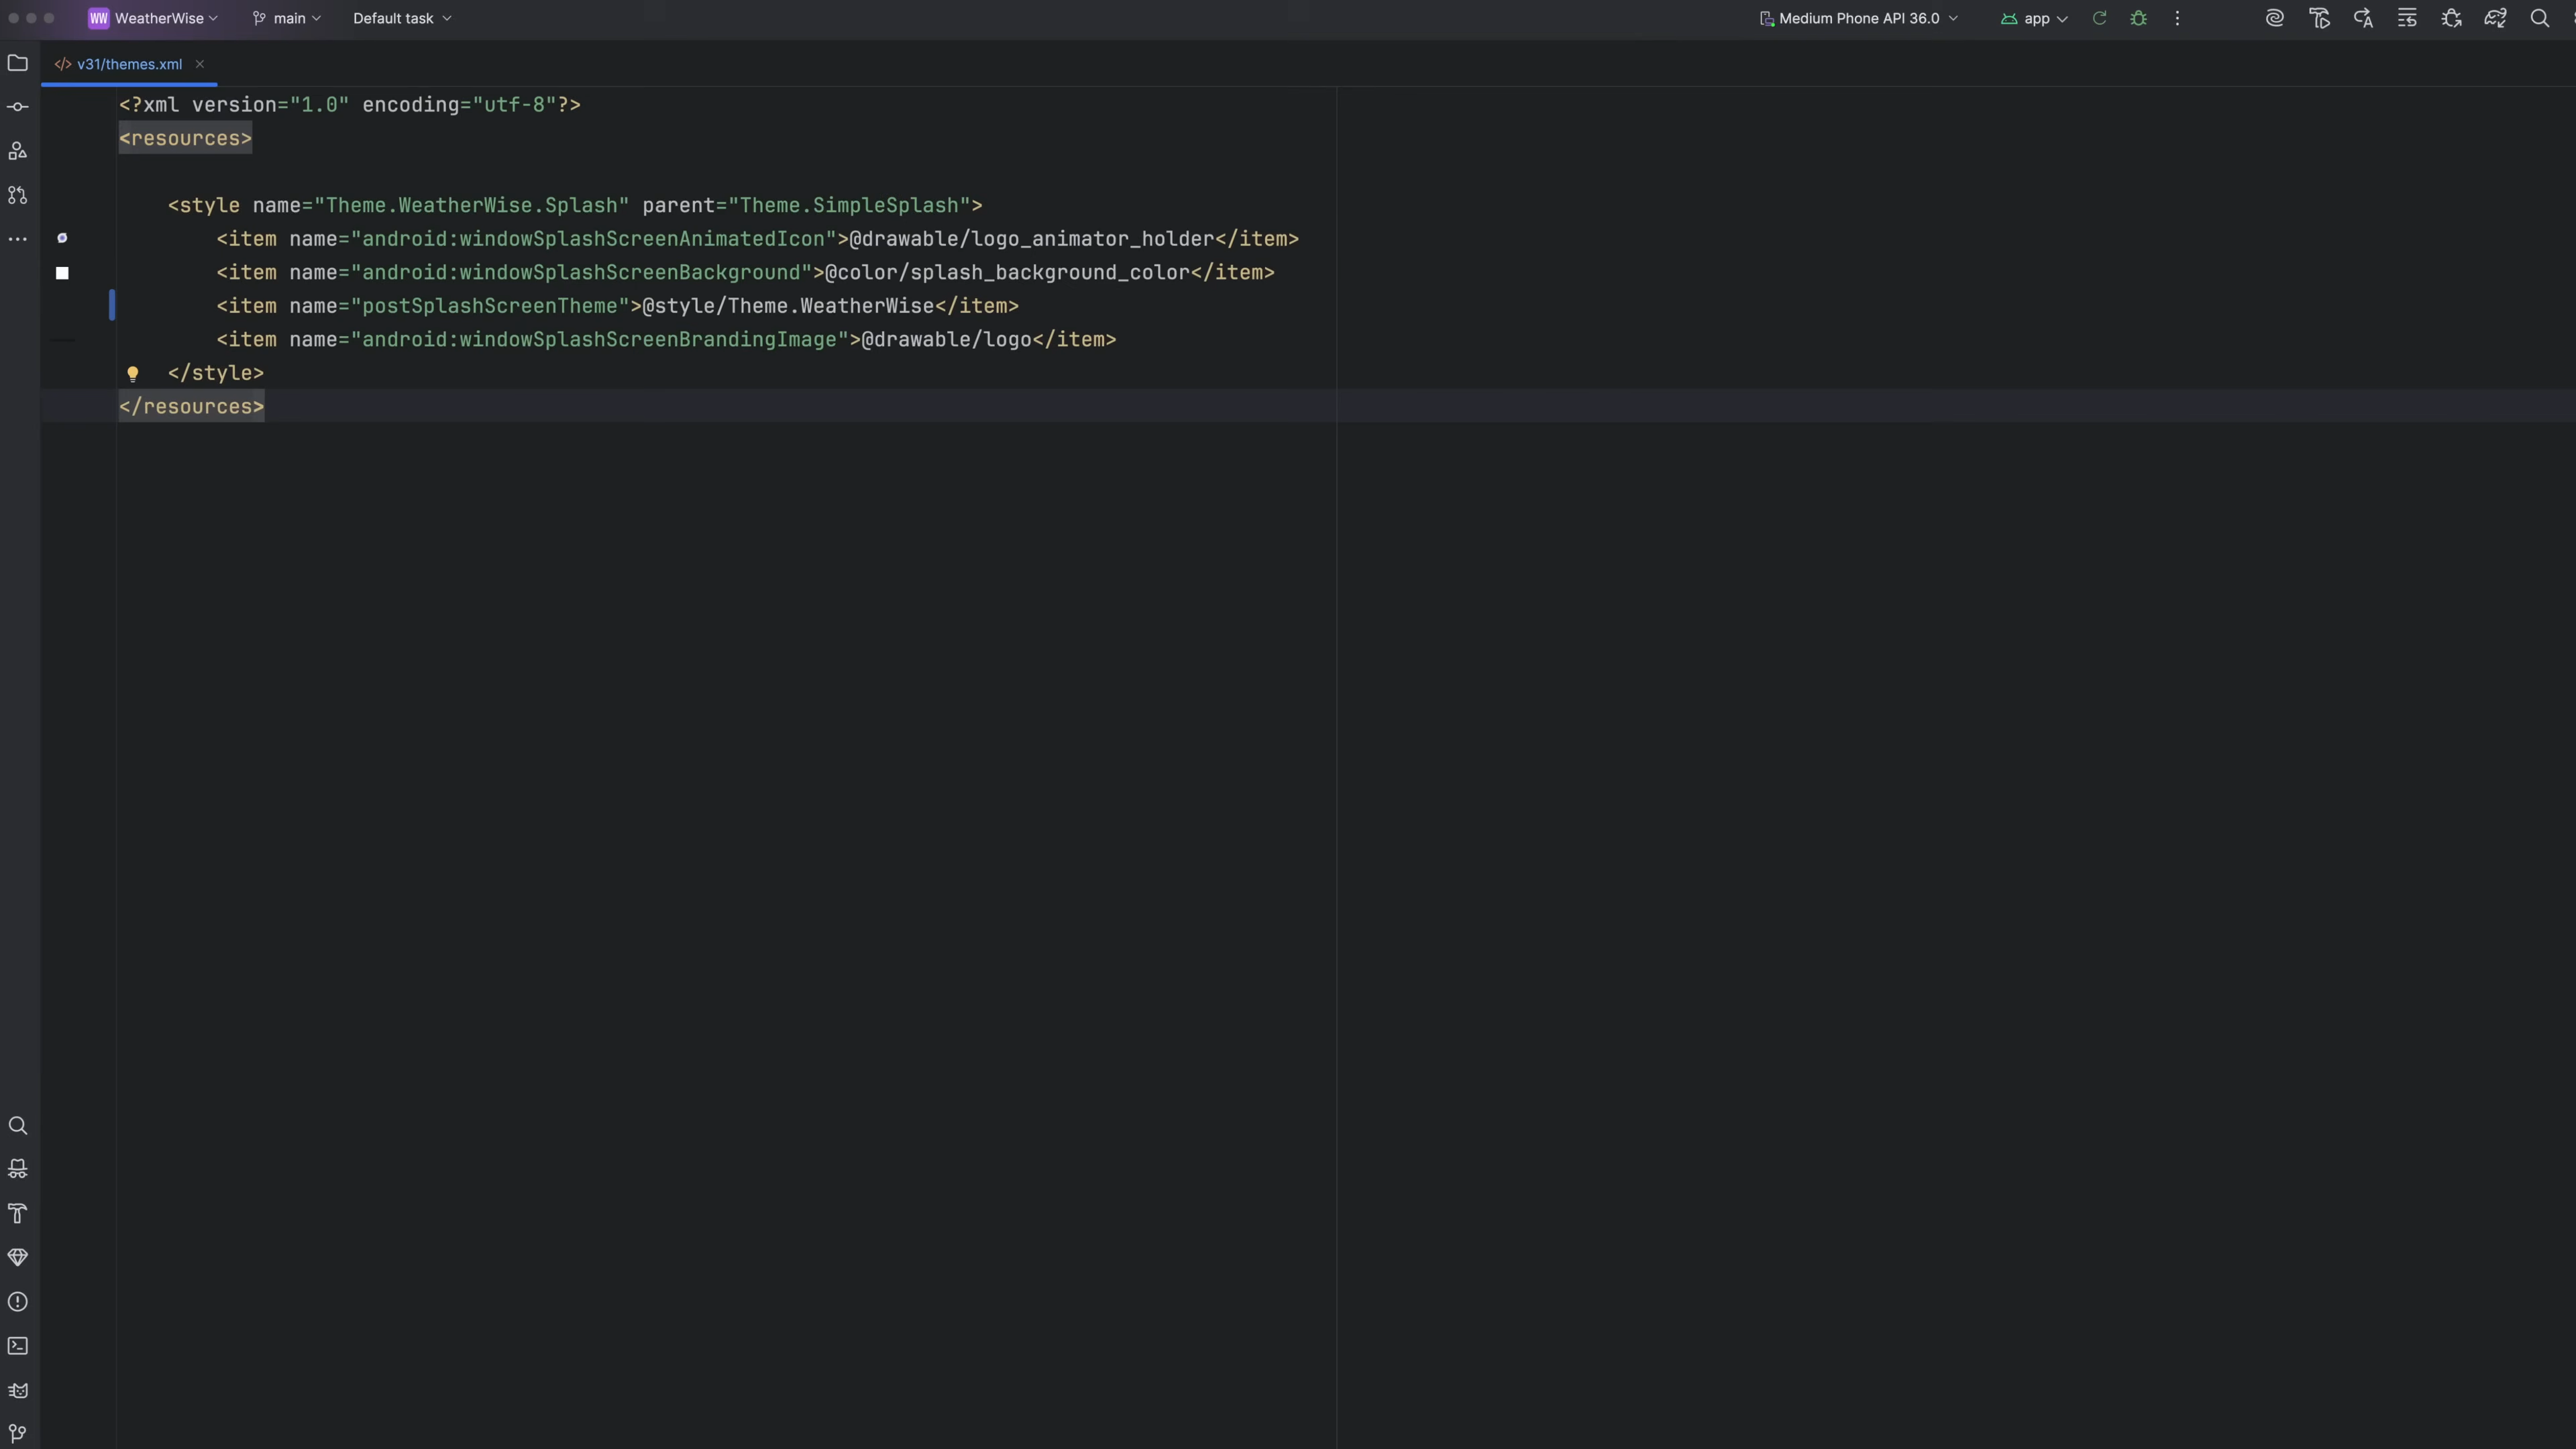 WW WeatherWise main Default task Medium Phone API 36.0 app
</> v31/themes.xml
<?xml version="1.0" encoding="utf-8"?>
<resources>
<style name="Theme.WeatherWise.Splash" parent="Theme.SimpleSplash">
<item name="android:windowSplashScreenAnimatedIcon">@drawable/logo_animator_holder</item>
<item name="android:windowSplashScreenBackground">@color/splash_background_color</item>
<item name="postSplashScreenTheme">@style/Theme.WeatherWise</item>
<item name="android:windowSplashScreenBrandingImage">@drawable/logo</item>
</style>
</resources>